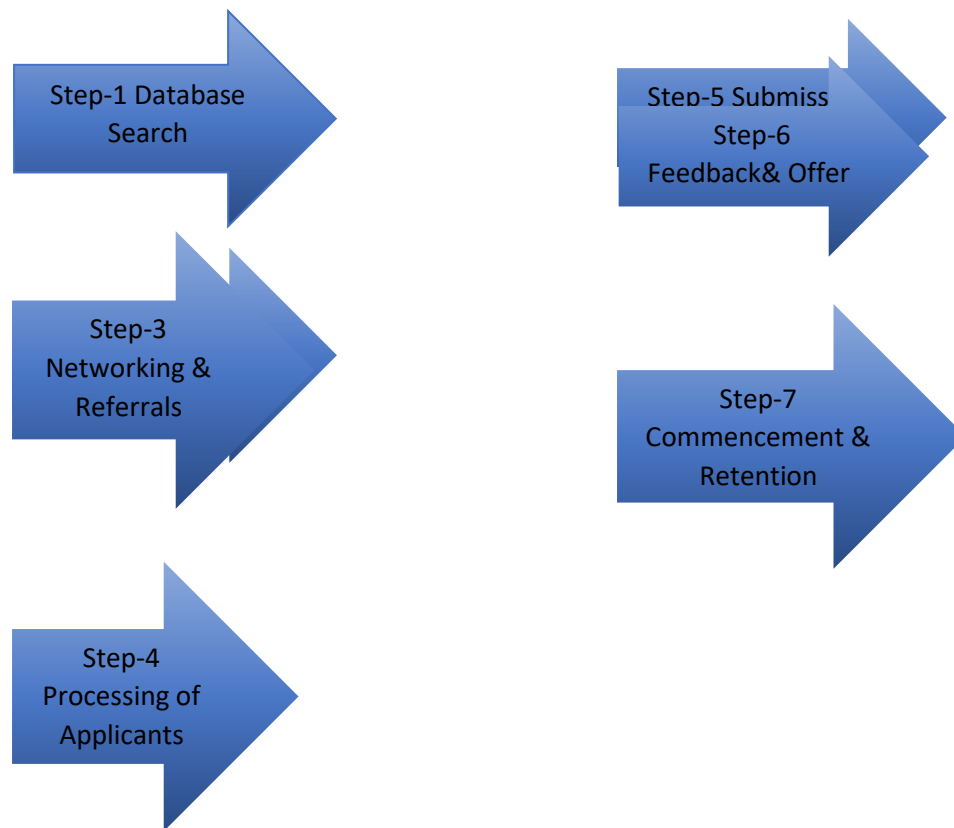 Step-1 Database
Search
Step-3
Networking &
Referrals
Step-4
Processing of
Applicants
Step-5 Submiss
Step-6
Feedback& Offer
Step-7
Commencement &
Retention